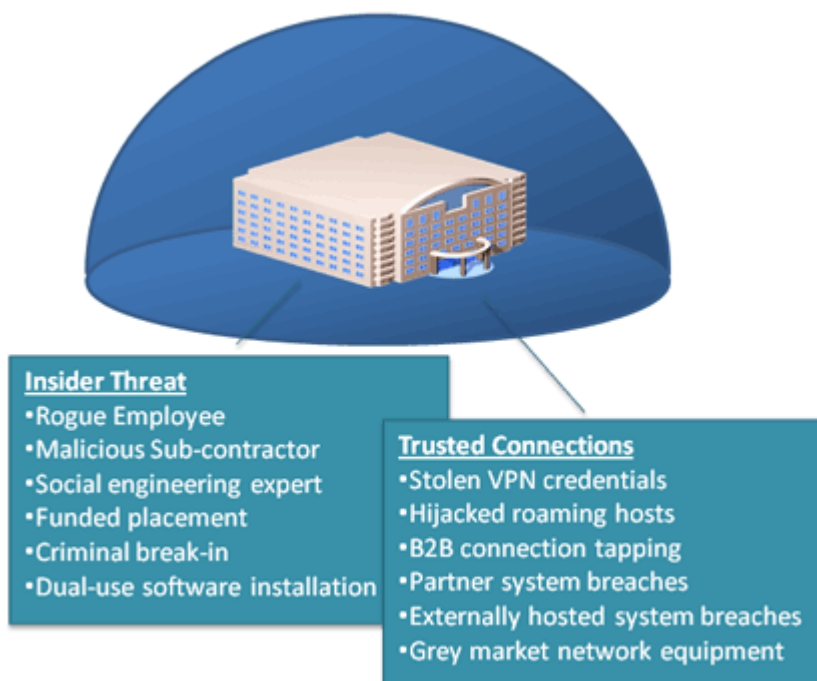 Insider Threat
•Rogue Employee
•Malicious Sub-contractor
•Social engineering expert
•Funded placement
•Criminal break-in
•Dual-use software installation
Trusted Connections
•Stolen VPN credentials
•Hijacked roaming hosts
•B2B connection tapping
•Partner system breaches
•Externally hosted system breaches
•Grey market network equipment